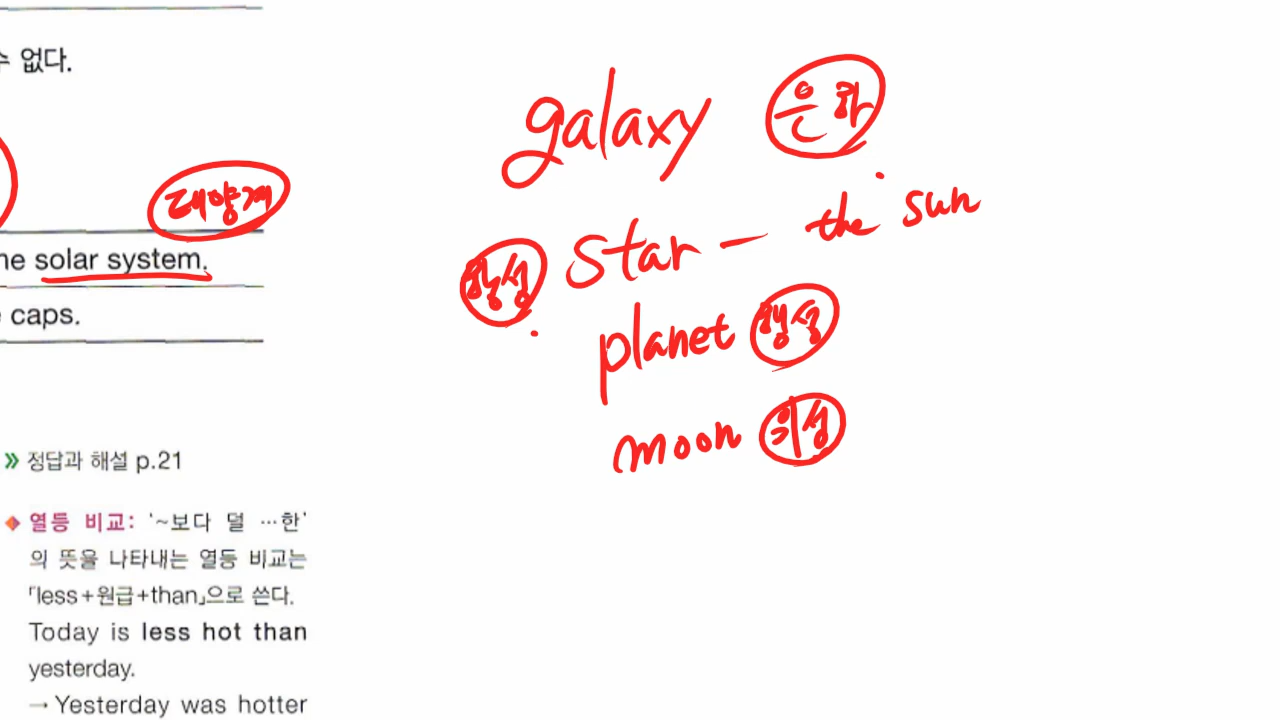 수 없다.
galaxy 은하
태양계
he solar system.
항성 star - the sun
caps.
planet 행성
moon 위성
» 정답과 해설 p.21
◆ 열등 비교: '~보다 덜 …한'
의 뜻을 나타내는 열등 비교는
「less+원급+than」으로 쓴다.
Today is less hot than
yesterday.
→ Yesterday was hotter